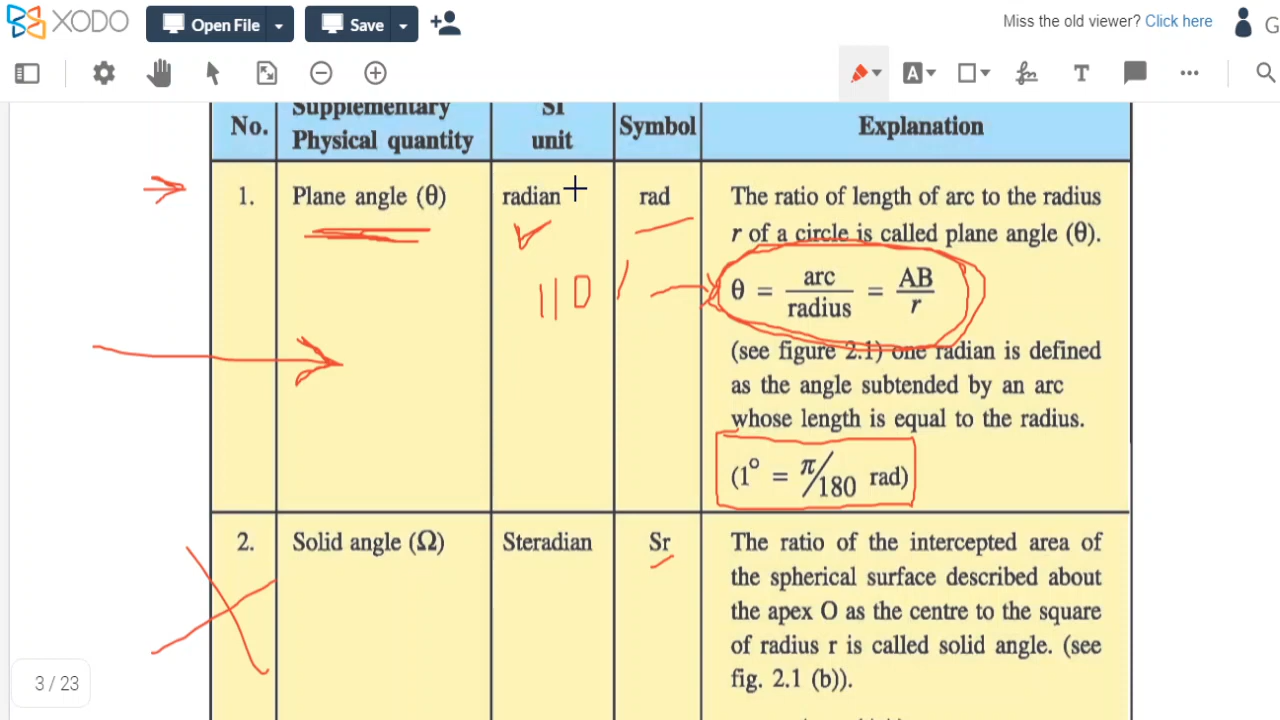 XODO Open File Save Miss the old viewer? Click here G
A T
No. Supplementary Physical quantity SI unit Symbol Explanation
1. Plane angle (θ) radian rad The ratio of length of arc to the radius
r of a circle is called plane angle (θ).
θ = arc/radius = AB/r
(see figure 2.1) one radian is defined
as the angle subtended by an arc
whose length is equal to the radius.
(1° = π/180 rad)
2. Solid angle (Ω) Steradian Sr The ratio of the intercepted area of
the spherical surface described about
the apex O as the centre to the square
of radius r is called solid angle. (see
fig. 2.1 (b)).
3 / 23